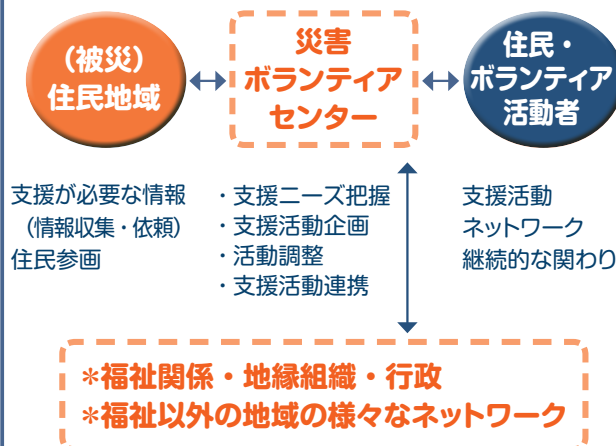 （被災）
住民地域
災害
ボランティア
センター
住民・
ボランティア
活動者
支援が必要な情報
（情報収集・依頼）
住民参画
・支援ニーズ把握
・支援活動企画
・活動調整
・支援活動連携
支援活動
ネットワーク
継続的な関わり
＊福祉関係・地縁組織・行政
＊福祉以外の地域の様々なネットワーク